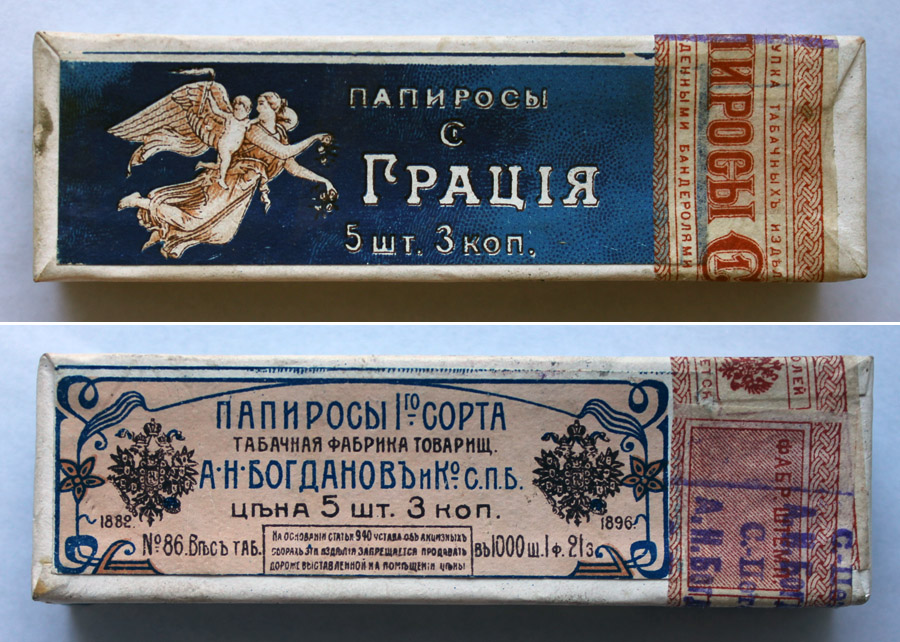 ПАПИРОСЫ
С
ГРАЦІЯ
5 шт. 3 коп.
ПИРОСЫ
УПКА ТАБАЧНЫХЪ ИЗДѢЛ
ДЕННЫМИ БАНДЕРОЛЯМИ
ПАПИРОСЫ 1го СОРТА
ТАБАЧНАЯ ФАБРИКА ТОВАРИЩ.
А·Н·БОГДАНОВЪ и Ко. С.П.Б.
ЦѢНА 5 ШТ. 3 КОП.
1882. 1896.
№86. ВѢСЪ ТАБ.
НА ОСНОВАНІИ СТАТЬИ 940 УСТАВА ОБЪ АКЦИЗНЫХЪ
СБОРАХЪ ЭТИ ИЗДѢЛІЯ ЗАПРЕЩАЕТСЯ ПРОДАВАТЬ
ДОРОЖЕ ВЫСТАВЛЕННОЙ НА ПОМѢЩЕНІИ ЦѢНЫ
въ 1000 ш. 1 ф. 21 з.